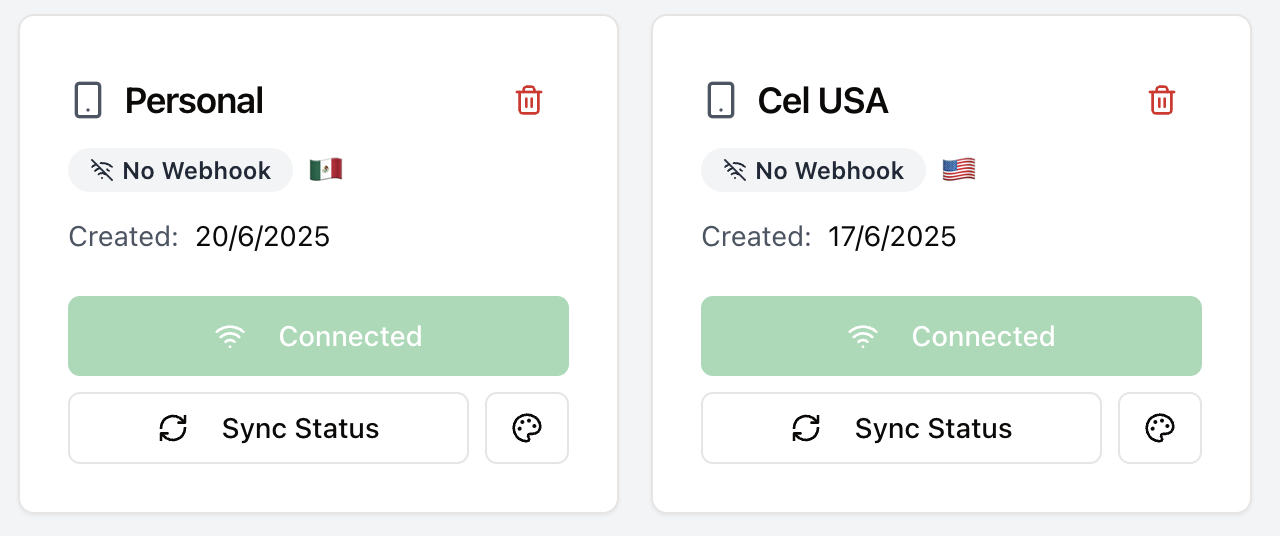 Personal
No Webhook
Created: 20/6/2025
Connected
Sync Status
Cel USA
No Webhook
Created: 17/6/2025
Connected
Sync Status